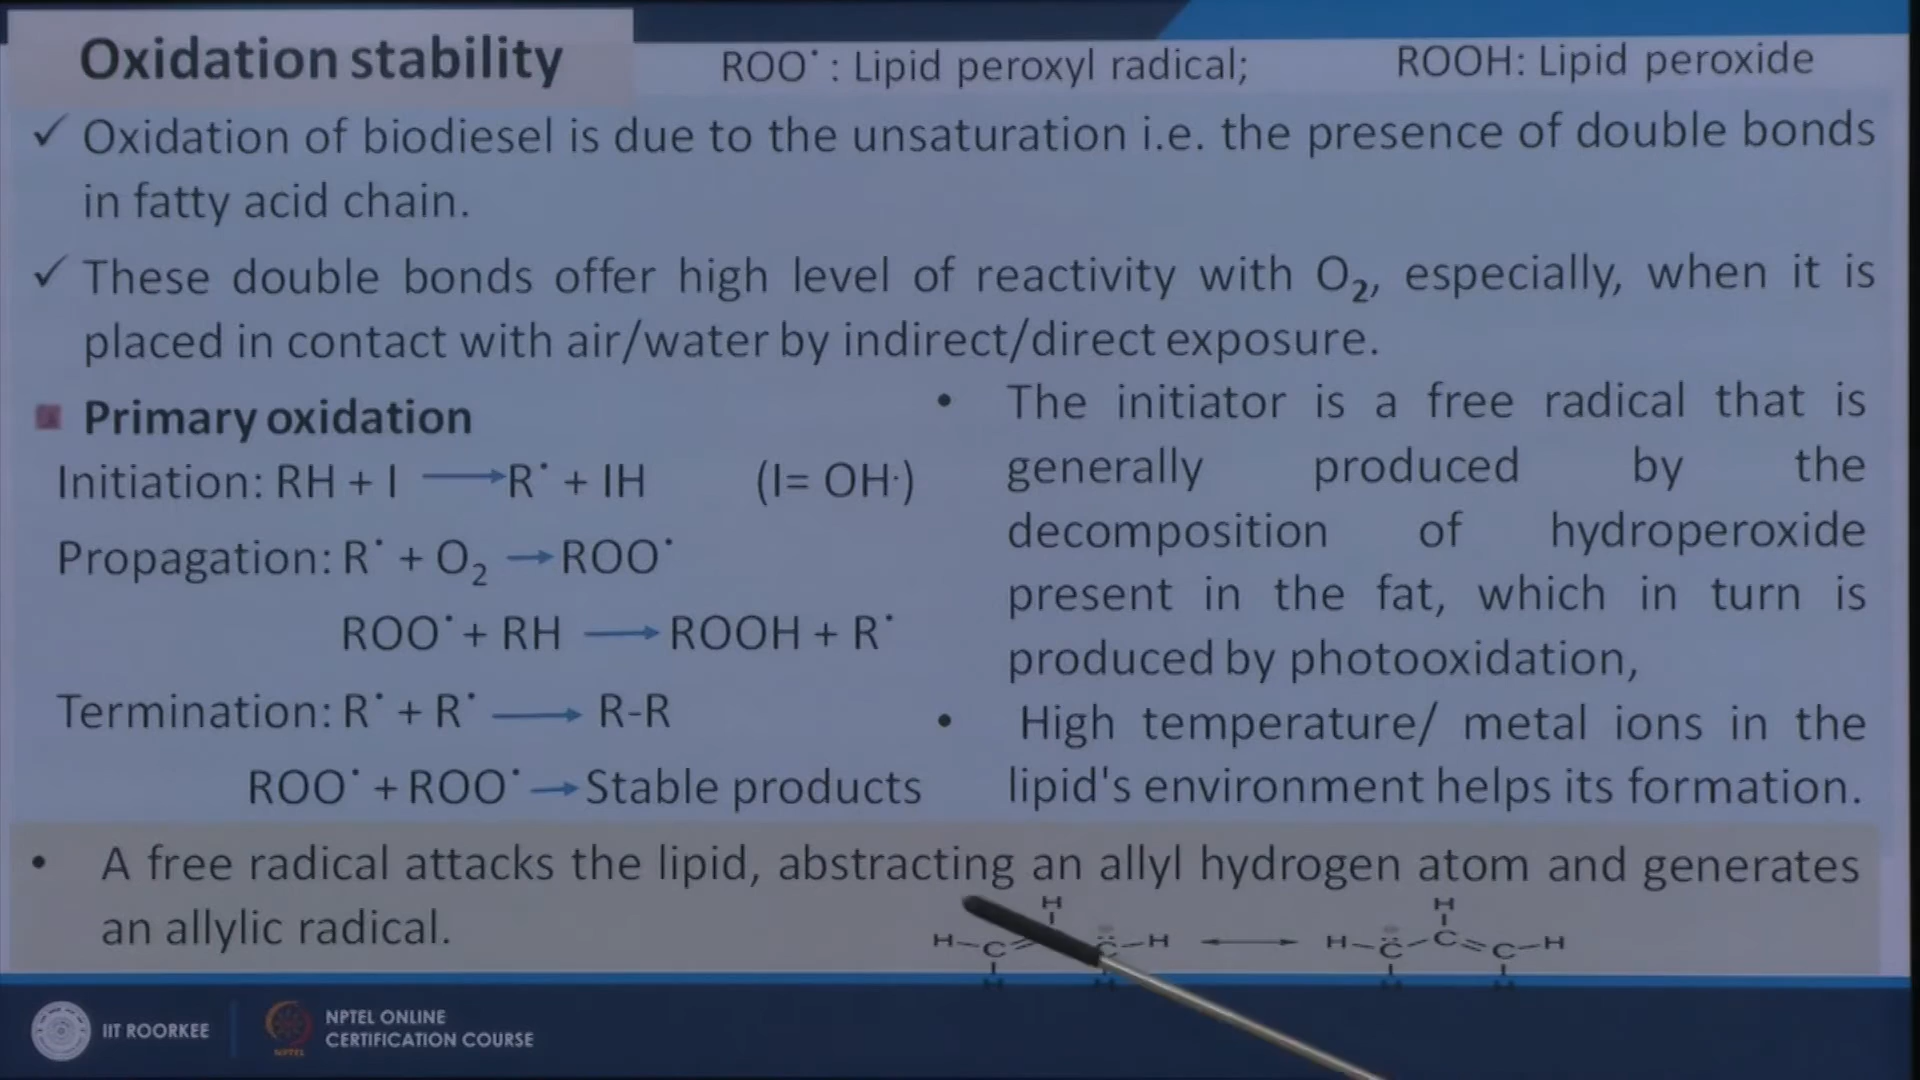 Oxidation stability
ROO˙ : Lipid peroxyl radical;
ROOH: Lipid peroxide
✓ Oxidation of biodiesel is due to the unsaturation i.e. the presence of double bonds
in fatty acid chain.
✓ These double bonds offer high level of reactivity with O₂, especially, when it is
placed in contact with air/water by indirect/direct exposure.
Primary oxidation
Initiation: RH + I ⟶ R˙ + IH (I= OH·)
Propagation: R˙ + O₂ → ROO˙
ROO˙ + RH ⟶ ROOH + R˙
Termination: R˙ + R˙ ⟶ R-R
ROO˙ + ROO˙ → Stable products
• The initiator is a free radical that is
generally produced by the
decomposition of hydroperoxide
present in the fat, which in turn is
produced by photooxidation,
• High temperature/ metal ions in the
lipid's environment helps its formation.
• A free radical attacks the lipid, abstracting an allyl hydrogen atom and generates
an allylic radical.
H
H
H C C H
H C C C H
IIT ROORKEE
NPTEL
NPTEL ONLINE
CERTIFICATION COURSE